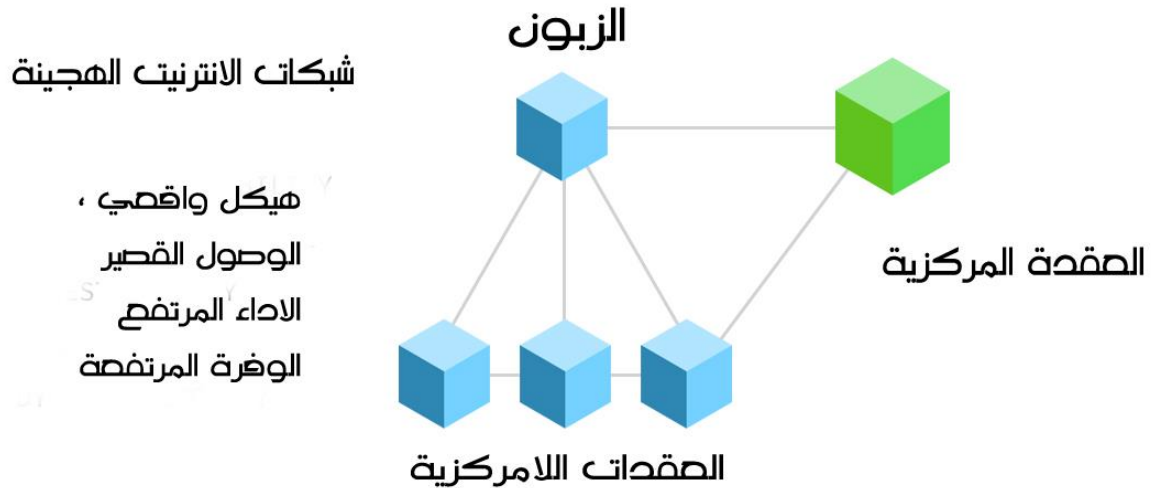 الزبون
شبكات الانترنيت الهجينة
هيكل واقعي ،
الوصول القصير
الاداء المرتفع
الوفرة المرتفعة
العقدة المركزية
العقدات اللامركزية